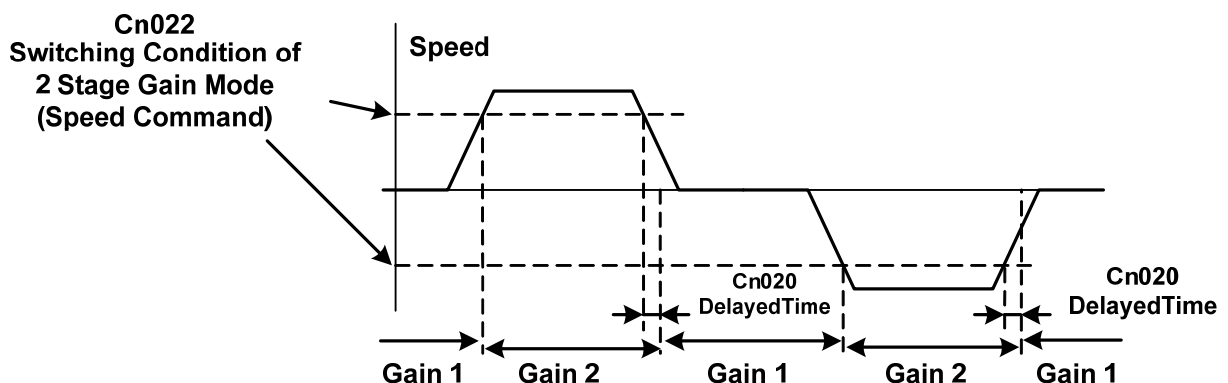 Cn022
Switching Condition of
2 Stage Gain Mode
(Speed Command)
Speed
Cn020
DelayedTime
Cn020
DelayedTime
Gain 1
Gain 2
Gain 1
Gain 2
Gain 1